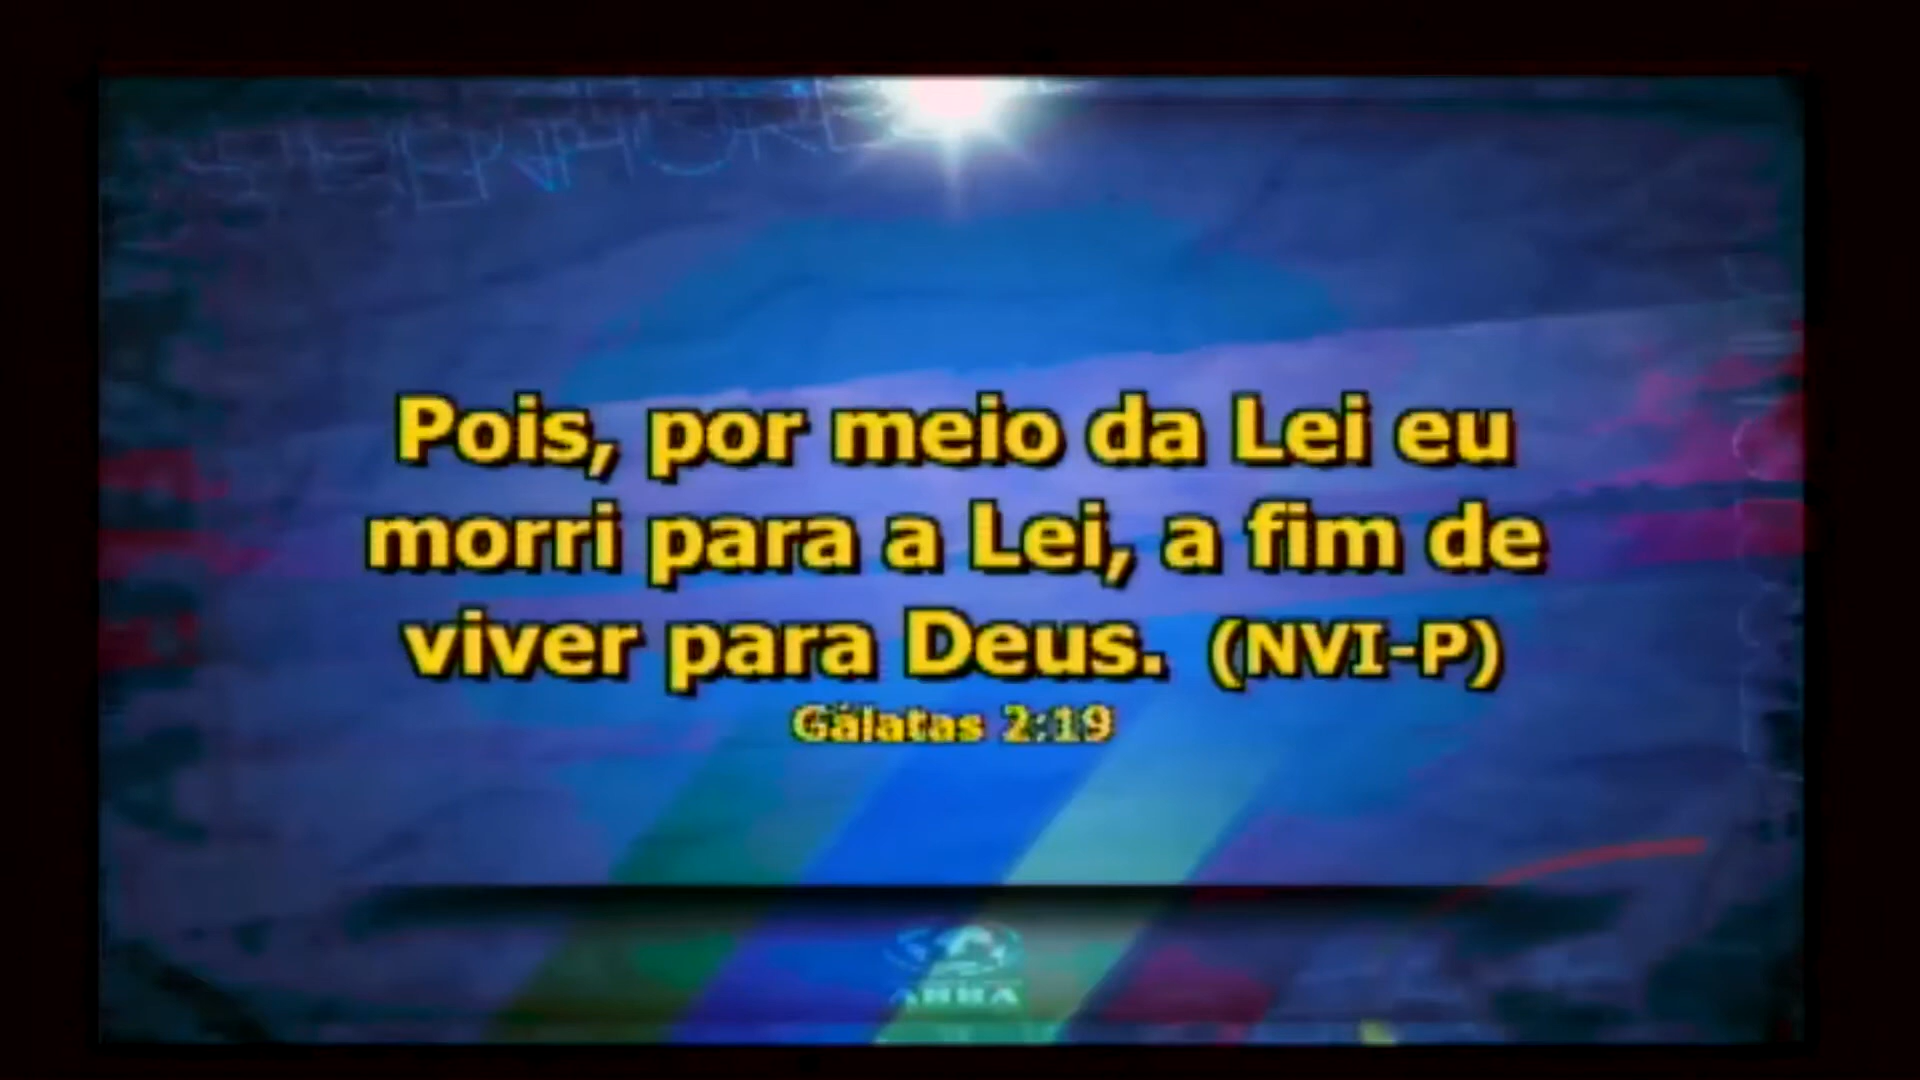 Pois, por meio da Lei eu
morri para a Lei, a fim de
viver para Deus. (NVI-P)
Gálatas 2:19